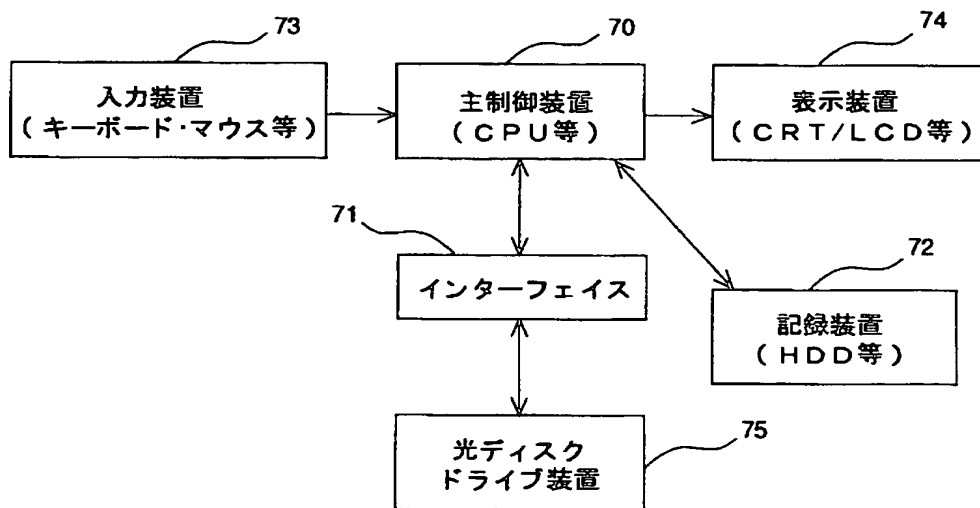 73
70
74
入力装置
(キーボード・マウス等)
主制御装置
(CPU等)
表示装置
(CRT/LCD等)
71
インターフェイス
72
記録装置
(HDD等)
光ディスク
ドライブ装置
75